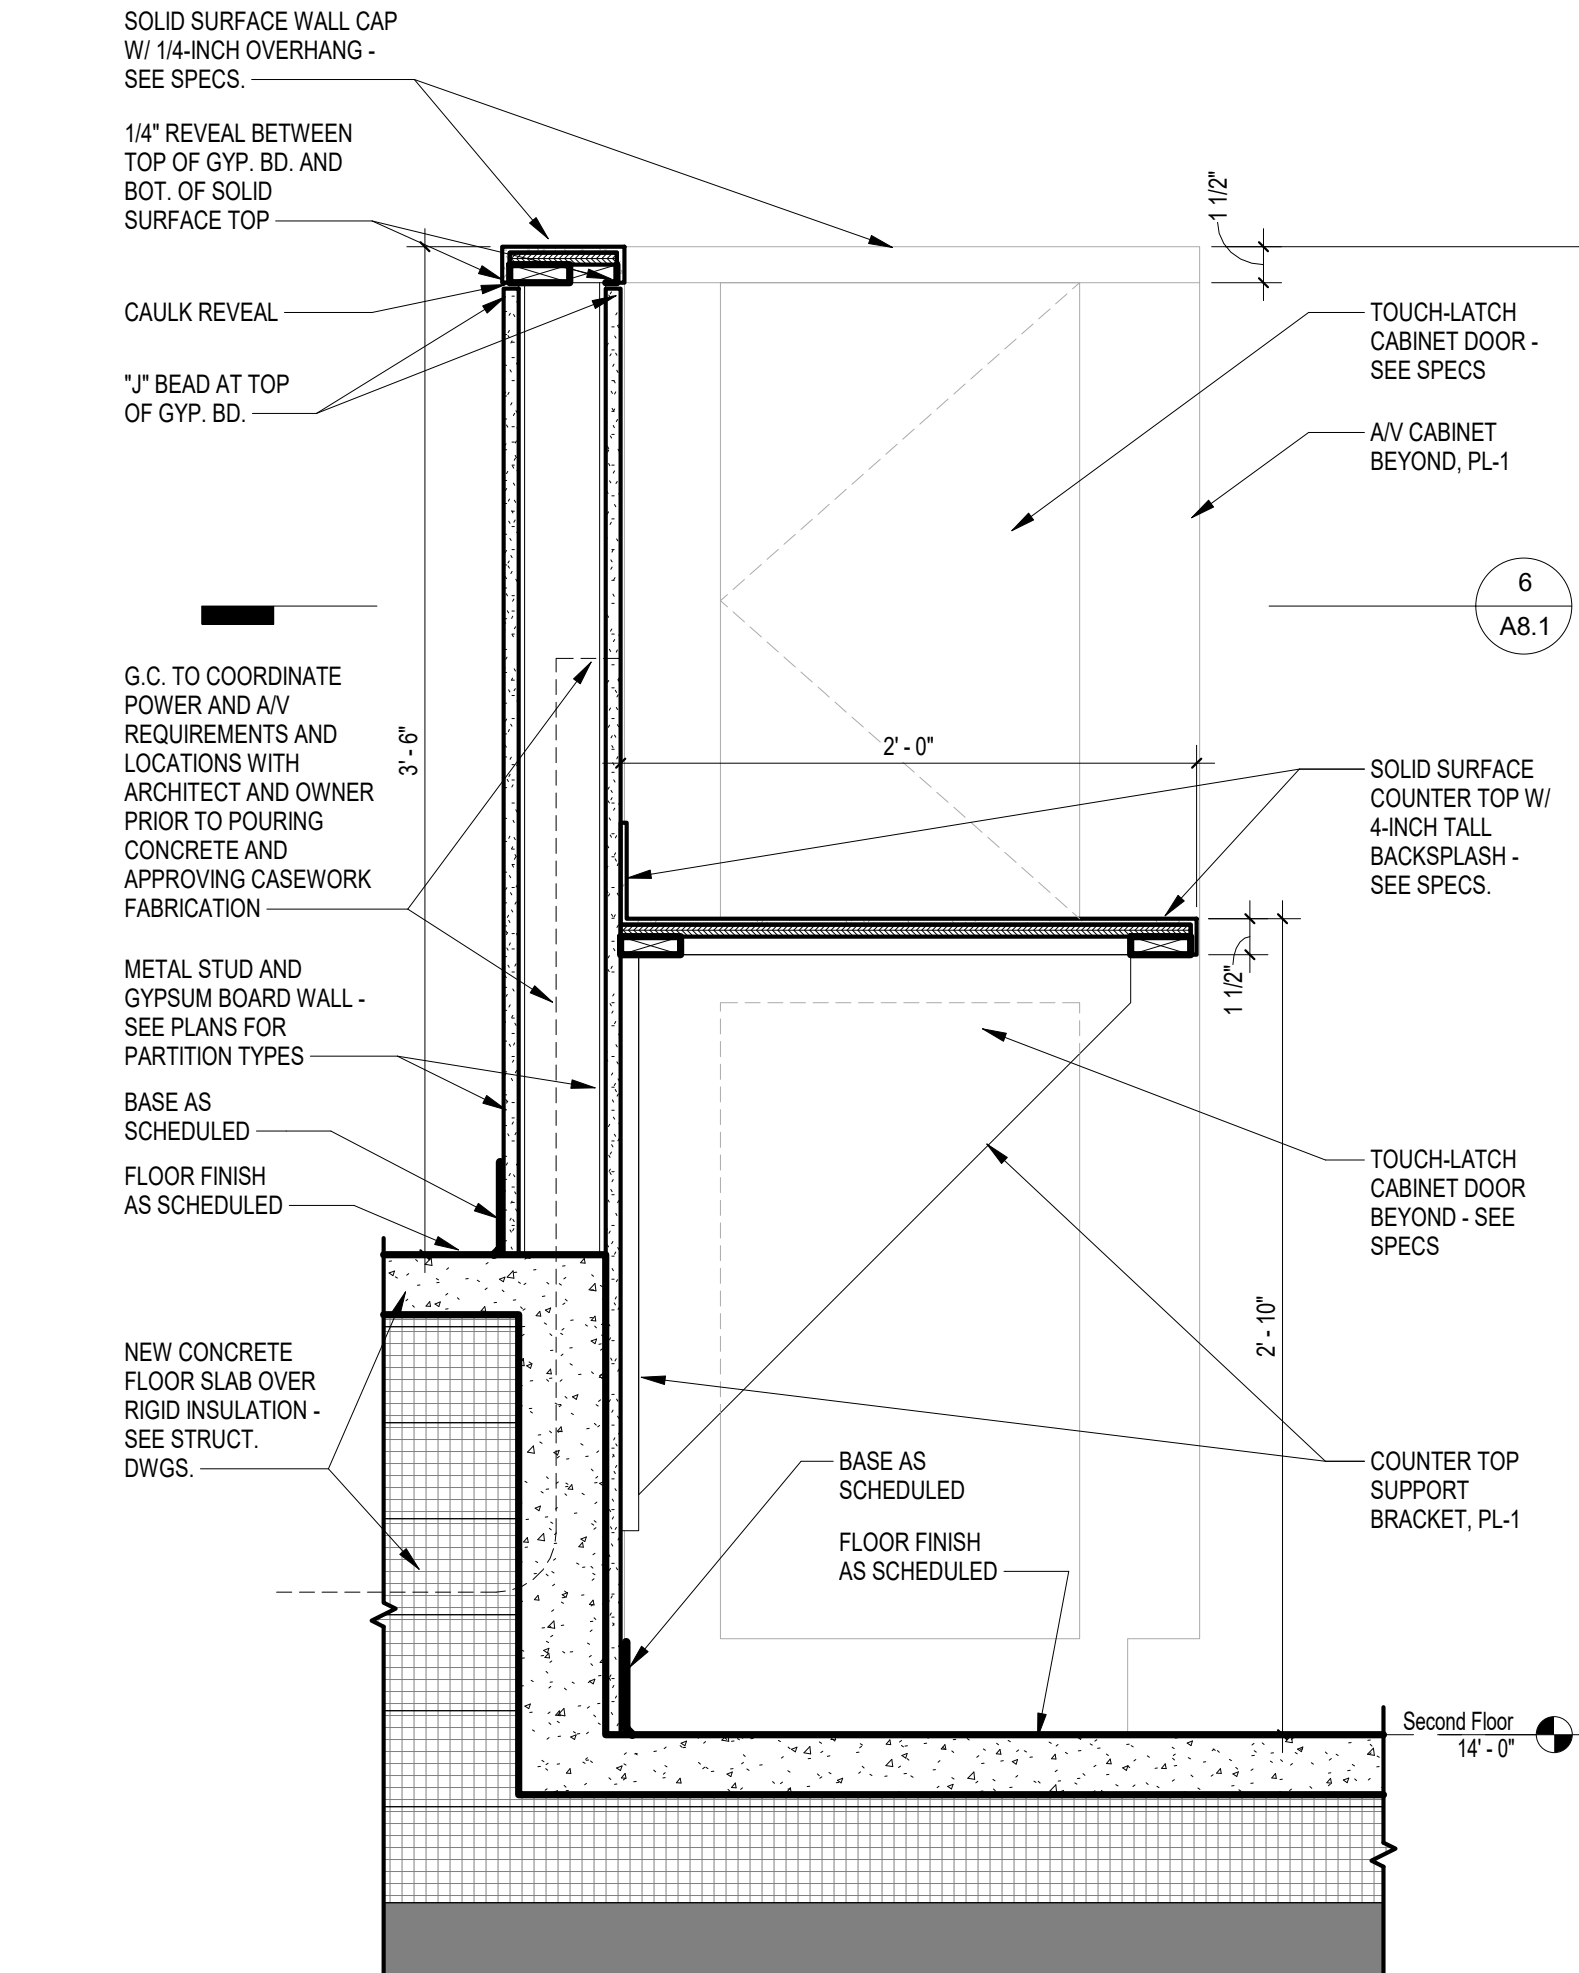 SOLID SURFACE WALL CAP
W/ 1/4-INCH OVERHANG -
SEE SPECS.
1/4" REVEAL BETWEEN
TOP OF GYP. BD. AND
BOT. OF SOLID
SURFACE TOP
CAULK REVEAL
"J" BEAD AT TOP
OF GYP. BD.
G.C. TO COORDINATE
POWER AND A/V
REQUIREMENTS AND
LOCATIONS WITH
ARCHITECT AND OWNER
PRIOR TO POURING
CONCRETE AND
APPROVING CASEWORK
FABRICATION
METAL STUD AND
GYPSUM BOARD WALL -
SEE PLANS FOR
PARTITION TYPES
BASE AS
SCHEDULED
FLOOR FINISH
AS SCHEDULED
NEW CONCRETE
FLOOR SLAB OVER
RIGID INSULATION -
SEE STRUCT.
DWGS.
3' - 6"
2' - 0"
BASE AS
SCHEDULED
FLOOR FINISH
AS SCHEDULED
1 1/2"
TOUCH-LATCH
CABINET DOOR -
SEE SPECS
A/V CABINET
BEYOND, PL-1
6
A8.1
SOLID SURFACE
COUNTER TOP W/
4-INCH TALL
BACKSPLASH -
SEE SPECS.
1 1/2"
TOUCH-LATCH
CABINET DOOR
BEYOND - SEE
SPECS
2' - 10"
COUNTER TOP
SUPPORT
BRACKET, PL-1
Second Floor
14' - 0"